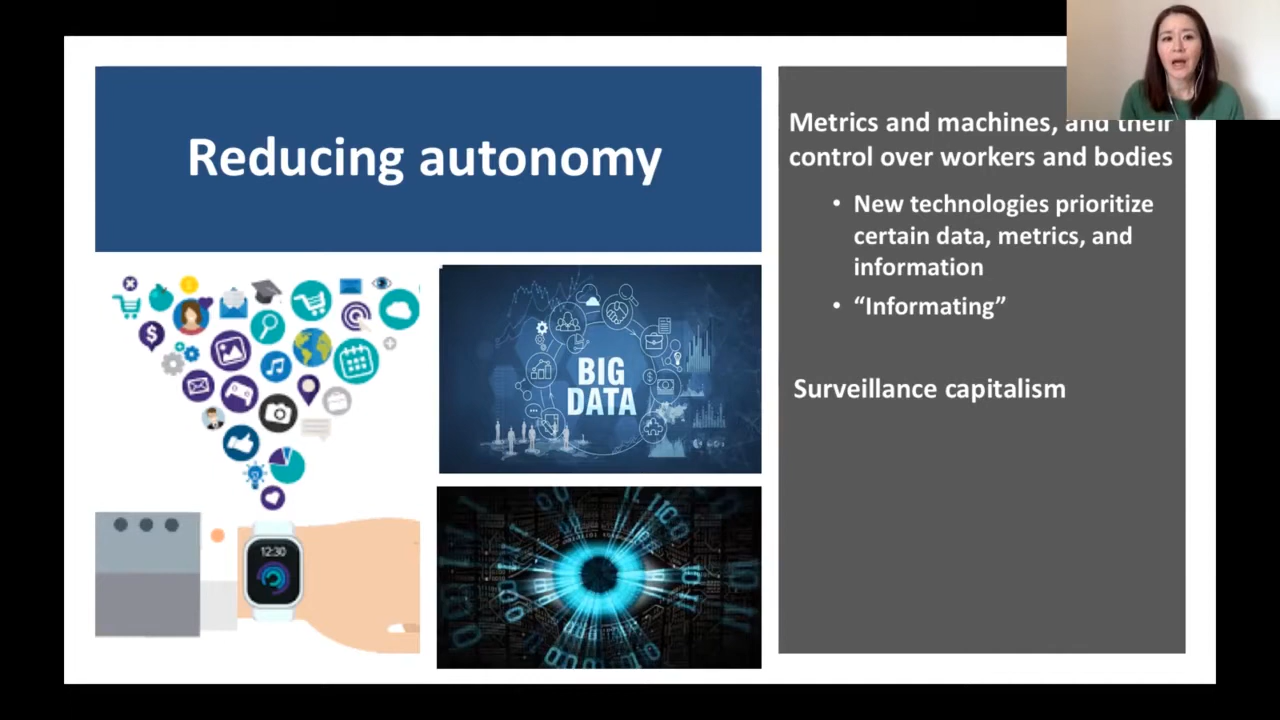 Reducing autonomy
Metrics and machines, and their
control over workers and bodies
• New technologies prioritize
certain data, metrics, and
information
• “Informating”
Surveillance capitalism
BIG
DATA
12:30